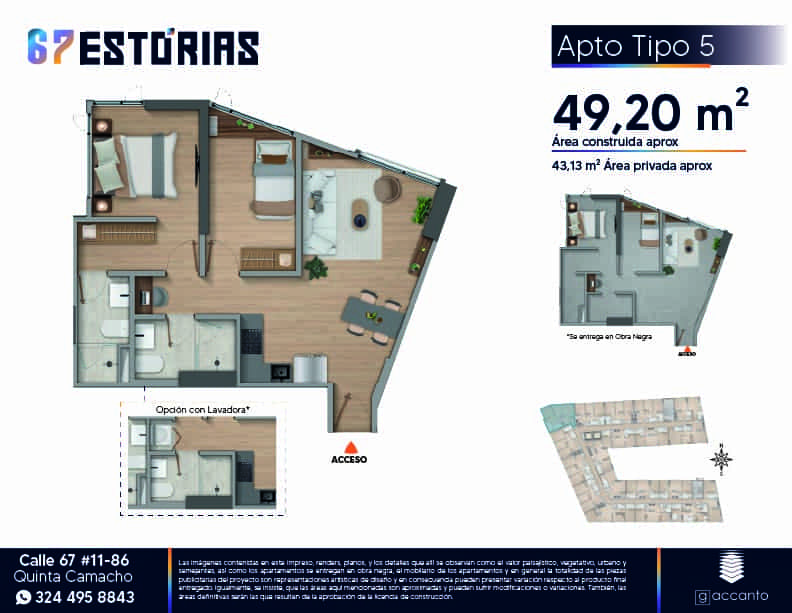 67 ESTÓRIAS
Apto Tipo 5
49,20 m²
Área construida aprox
43,13 m² Área privada aprox
*Se entrega en Obra Negra
ACCESO
Opción con Lavadora*
ACCESO
N
S
Calle 67 #11-86
Quinta Camacho
324 495 8843
Las imágenes contenidas en este impreso, renders, planos, y los detalles que allí se observan como el valor paisajístico, vegetativo, urbano y
semejantes, así como los apartamentos se entregan en obra negra, el mobiliario de los apartamentos y en general la totalidad de las piezas
publicitarias del proyecto son representaciones artísticas de diseño y en consecuencia pueden presentar variación respecto al producto final
entregado. Igualmente, se insiste, que las áreas aquí mencionadas son aproximadas y pueden sufrir modificaciones o variaciones. También, las
áreas definitivas serán las que resulten de la aprobación de la licencia de construcción.
g accanto